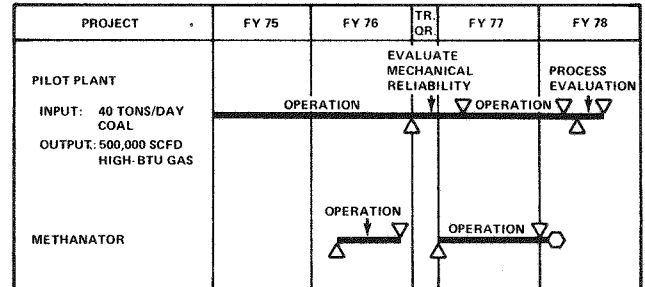 PROJECT
FY 75
FY 76
TR.
QR.
FY 77
FY 78
EVALUATE
MECHANICAL
RELIABILITY
PROCESS
EVALUATION
PILOT PLANT
OPERATION
OPERATION
INPUT: 40 TONS/DAY
COAL
OUTPUT: 500,000 SCFD
HIGH-BTU GAS
OPERATION
OPERATION
METHANATOR